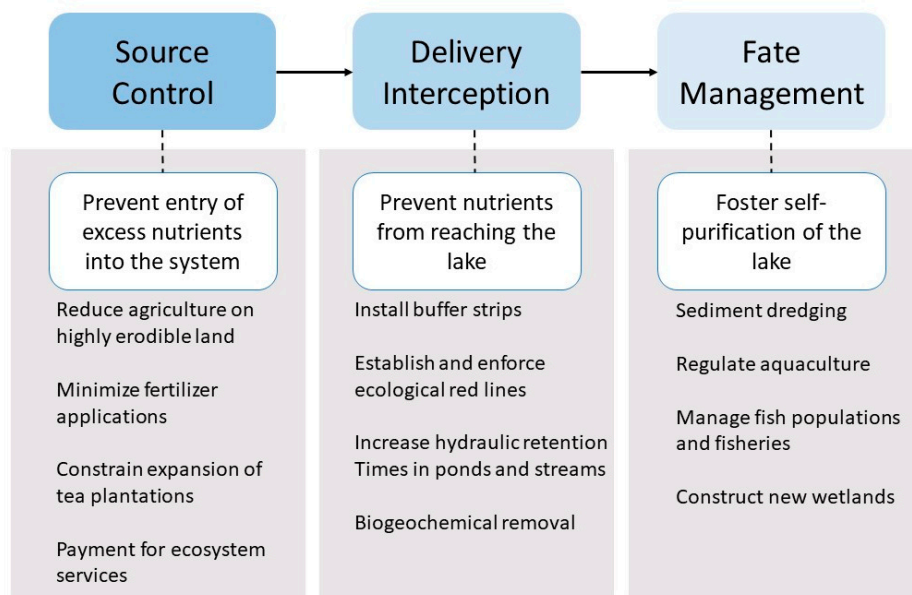 Source
Control
Delivery
Interception
Fate
Management
Prevent entry of
excess nutrients
into the system
Reduce agriculture on
highly erodible land
Minimize fertilizer
applications
Constrain expansion of
tea plantations
Payment for ecosystem
services
Prevent nutrients
from reaching the
lake
Install buffer strips
Establish and enforce
ecological red lines
Increase hydraulic retention
Times in ponds and streams
Biogeochemical removal
Foster self-
purification of the
lake
Sediment dredging
Regulate aquaculture
Manage fish populations
and fisheries
Construct new wetlands